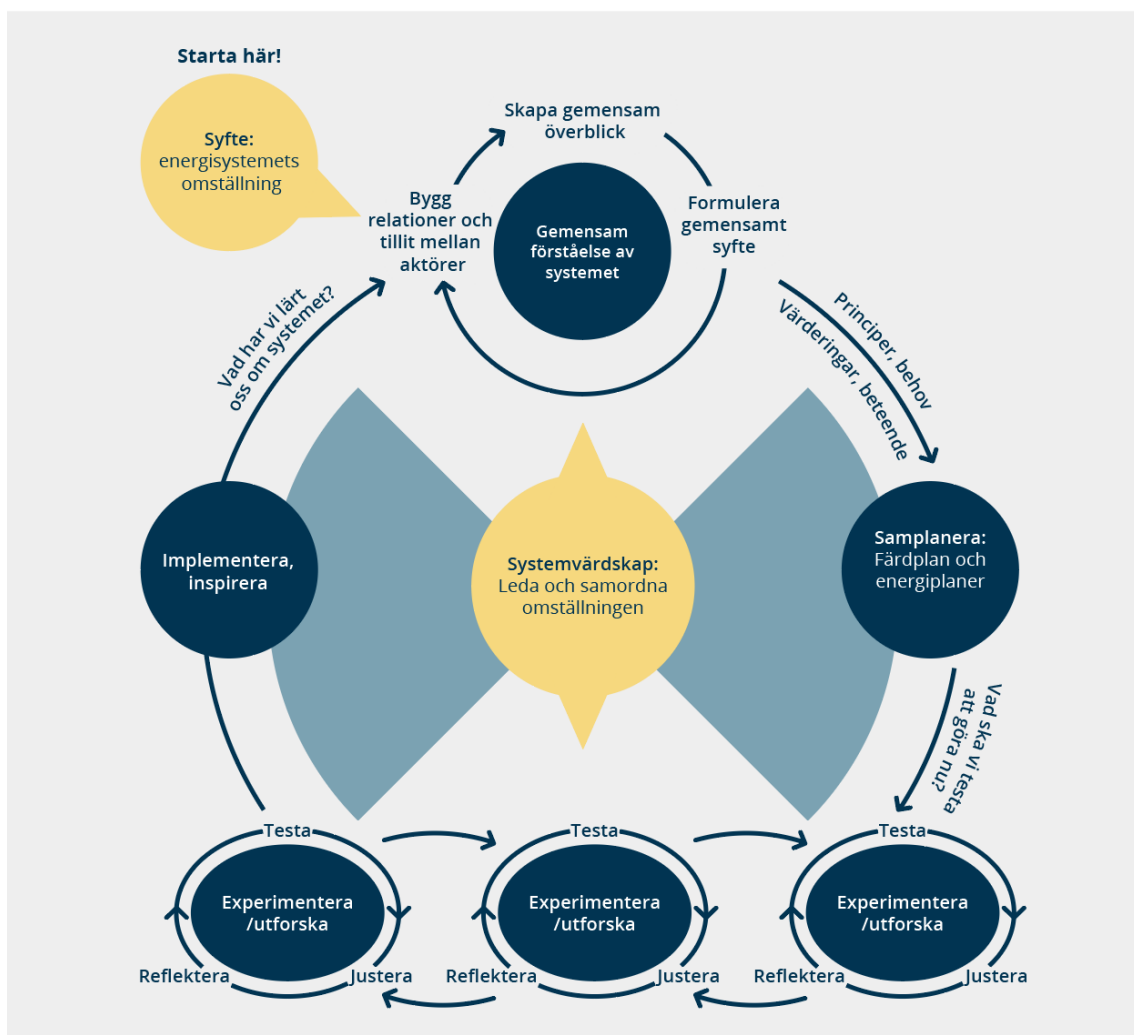 Starta här!
Syfte:
energisystemets
omställning
Skapa gemensam
överblick
Bygg
relationer och
tillit mellan
aktörer
Gemensam
förståelse av
systemet
Formulera
gemensamt
syfte
Vad har vi lärt
oss om systemet?
Principer, behov
Värderingar, beteende
Implementera,
inspirera
Systemvärdskap:
Leda och samordna
omställningen
Samplanera:
Färdplan och
energiplaner
Vad ska vi testa
att göra nu?
Testa
Experimentera
/utforska
Reflektera
Justera
Testa
Experimentera
/utforska
Reflektera
Justera
Testa
Experimentera
/utforska
Reflektera
Justera